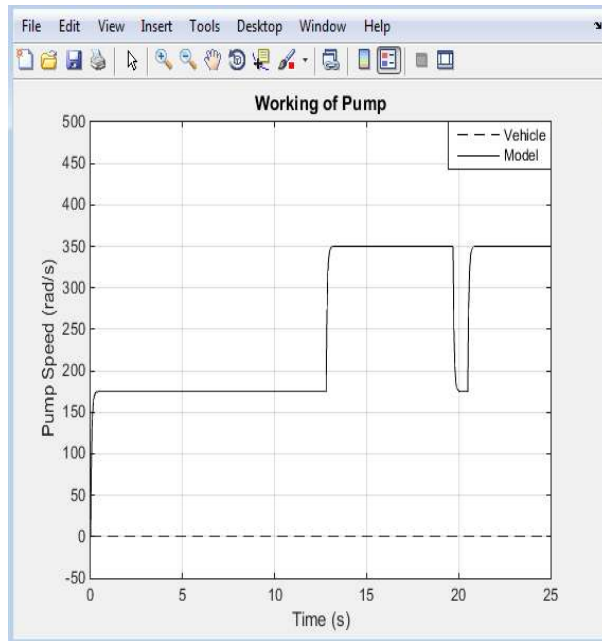 File Edit View Insert Tools Desktop Window Help
Working of Pump
Vehicle
Model
500
450
400
350
300
250
200
150
100
50
0
-50
Pump Speed (rad/s)
0 5 10 15 20 25
Time (s)